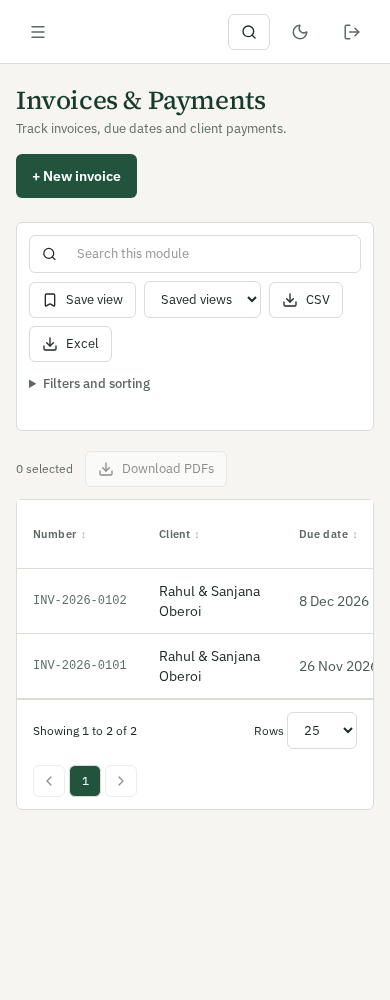 Invoices & Payments
Track invoices, due dates and client payments.
+ New invoice
Search this module
Save view
Saved views
CSV
Excel
Filters and sorting
0 selected
Download PDFs
Number ↕ Client ↕ Due date ↕
INV-2026-0102 Rahul & Sanjana Oberoi 8 Dec 2026
INV-2026-0101 Rahul & Sanjana Oberoi 26 Nov 2026
Showing 1 to 2 of 2
Rows 25
1